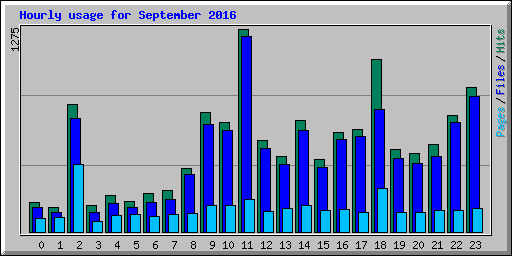 Hourly usage for September 2016
1275
Pages / Files / Hits
0 1 2 3 4 5 6 7 8 9 10 11 12 13 14 15 16 17 18 19 20 21 22 23